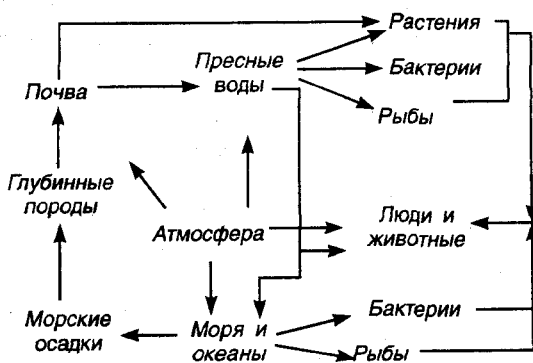 Растения
Пресные
воды
Бактерии
Почва
Рыбы
Глубинные
породы
Атмосфера
Люди и
животные
Морские
осадки
Моря и
океаны
Бактерии
Рыбы